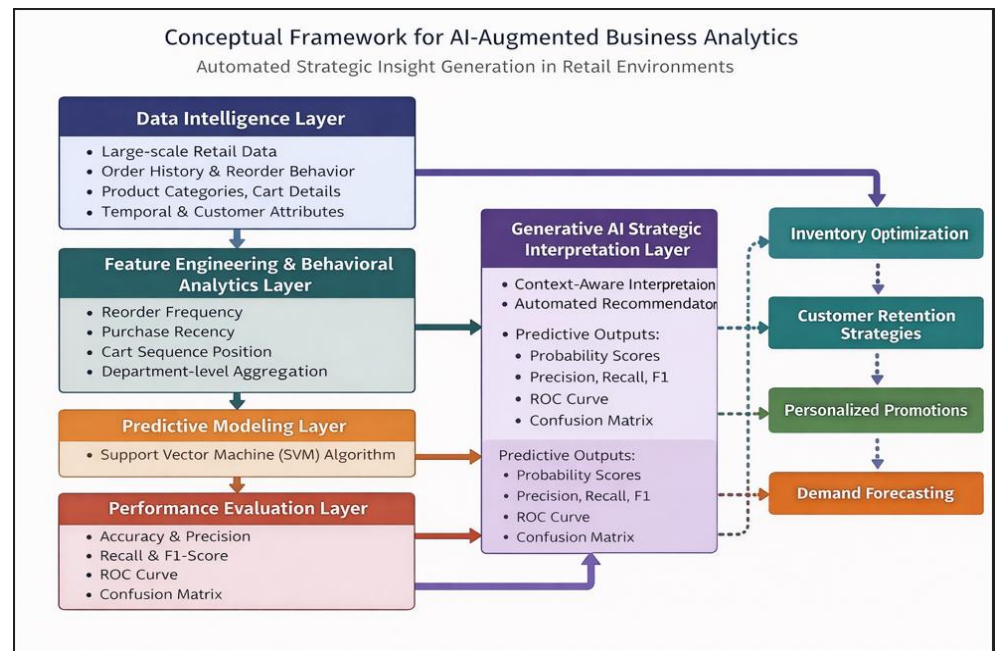 Conceptual Framework for AI-Augmented Business Analytics
Automated Strategic Insight Generation in Retail Environments
Data Intelligence Layer
• Large-scale Retail Data
• Order History & Reorder Behavior
• Product Categories, Cart Details
• Temporal & Customer Attributes
Feature Engineering & Behavioral
Analytics Layer
• Reorder Frequency
• Purchase Recency
• Cart Sequence Position
• Department-level Aggregation
Predictive Modeling Layer
• Support Vector Machine (SVM) Algorithm
Performance Evaluation Layer
• Accuracy & Precision
• Recall & F1-Score
• ROC Curve
• Confusion Matrix
Generative AI Strategic
Interpretation Layer
• Context-Aware Interpretaion
• Automated Recommendator
• Predictive Outputs:
• Probability Scores
• Precision, Recall, F1
• ROC Curve
• Confusion Matrix
Predictive Outputs:
• Probability Scores
• Precision, Recall, F1
• ROC Curve
• Confusion Matrix
Inventory Optimization
Customer Retention
Strategies
Personalized Promotions
Demand Forecasting